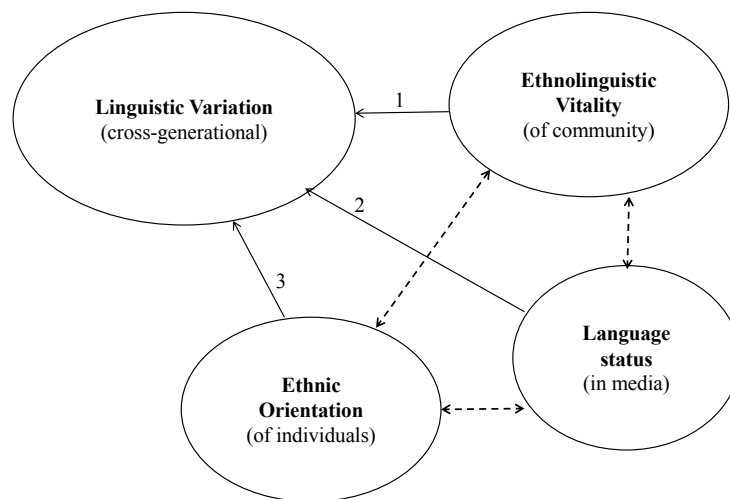 Linguistic Variation
(cross-generational)
1
Ethnolinguistic
Vitality
(of community)
2
3
Language
status
(in media)
Ethnic
Orientation
(of individuals)